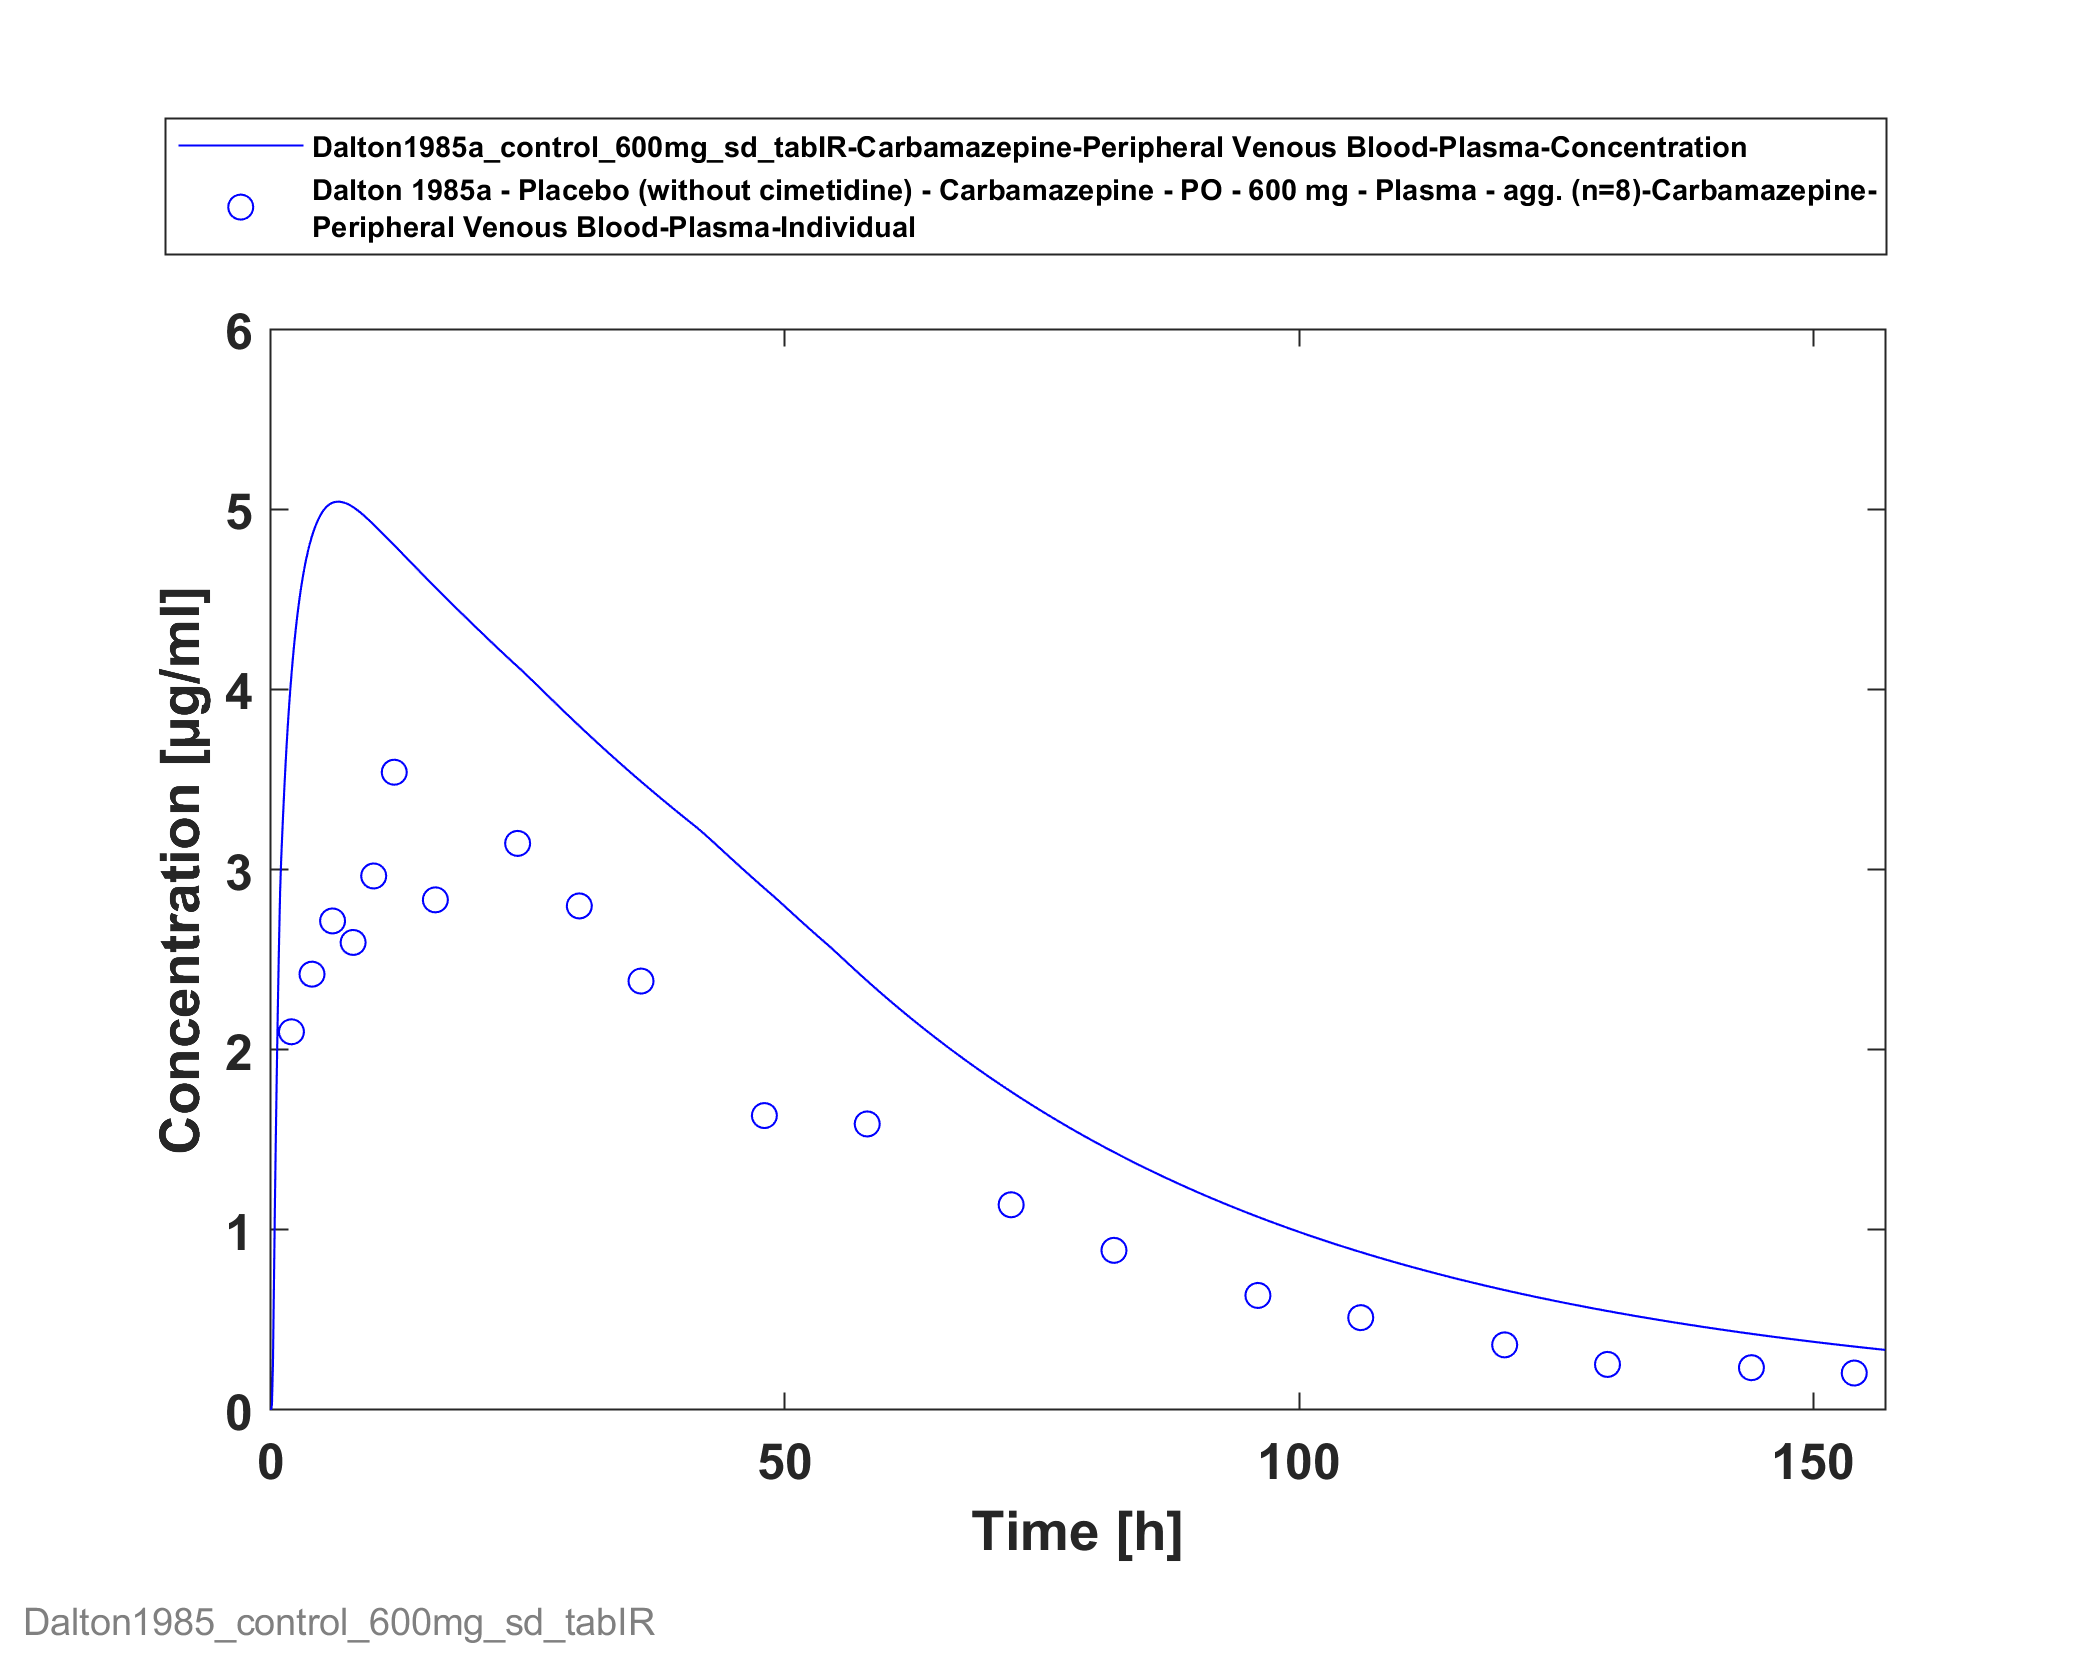 Dalton1985a_control_600mg_sd_tabIR-Carbamazepine-Peripheral Venous Blood-Plasma-Concentration
Dalton 1985a - Placebo (without cimetidine) - Carbamazepine - PO - 600 mg - Plasma - agg. (n=8)-Carbamazepine-
Peripheral Venous Blood-Plasma-Individual
6
5
4
3
2
1
0
Concentration [µg/ml]
0 50 100 150
Time [h]
Dalton1985_control_600mg_sd_tabIR